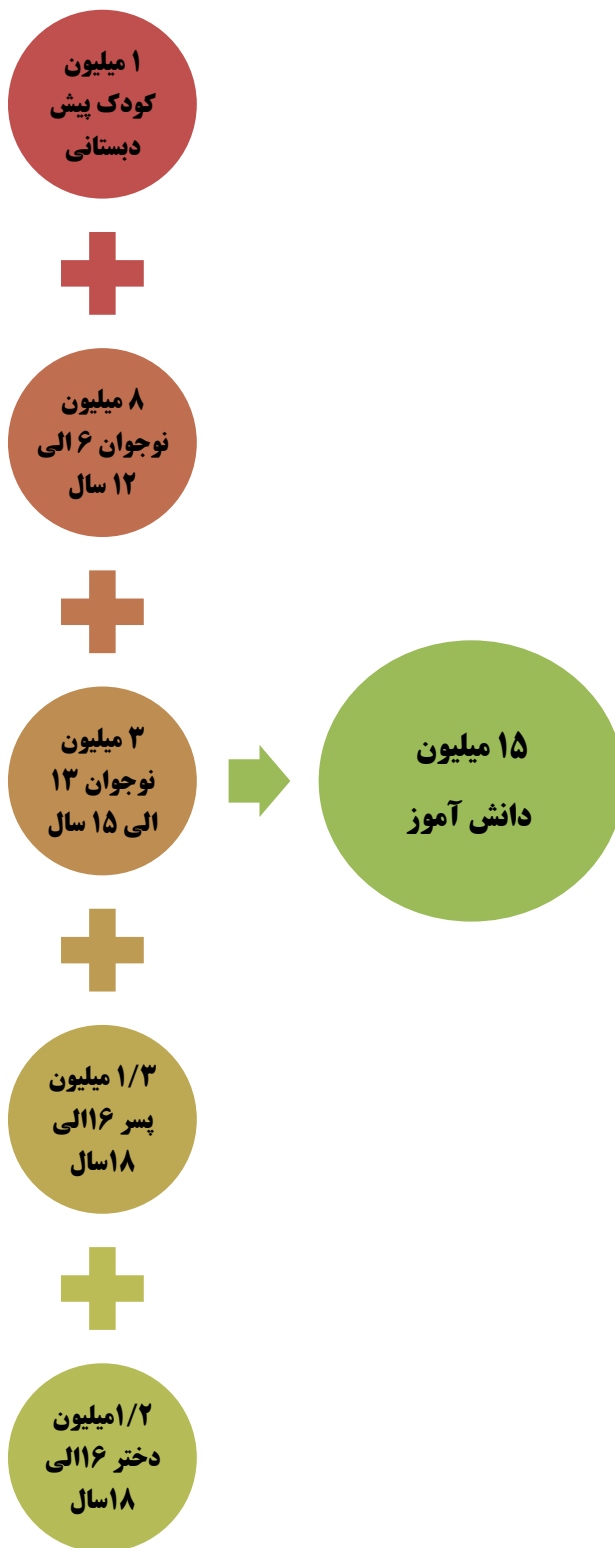 ۱ میلیون
کودک پیش
دبستانی
۸ میلیون
نوجوان ۶ الی
۱۲ سال
۳ میلیون
نوجوان ۱۳
الی ۱۵ سال
۱/۳ میلیون
پسر ۱۶الی
۱۸سال
۱/۲میلیون
دختر ۱۶الی
۱۸سال
۱۵ میلیون
دانش آموز